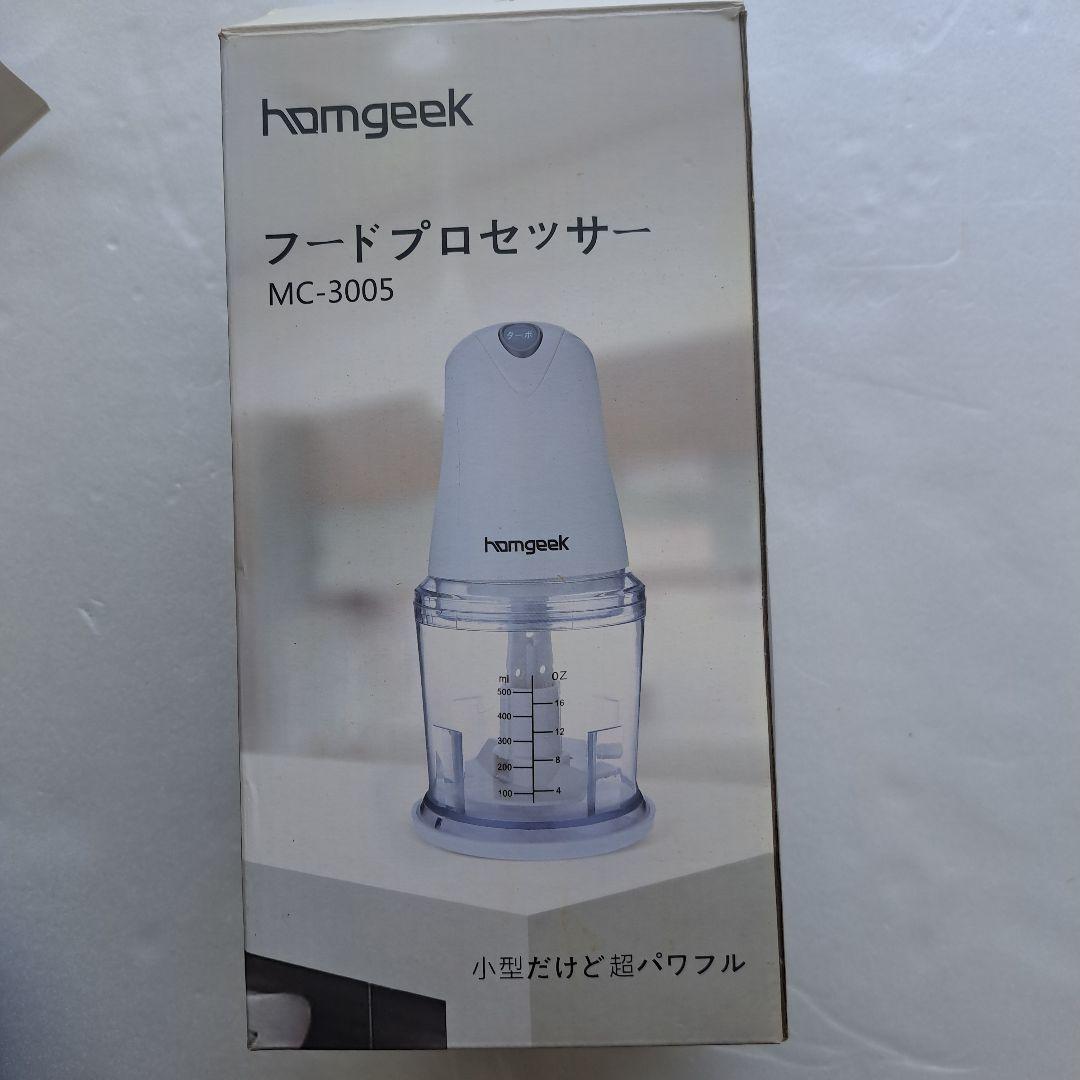 homgeek
フードプロセッサー
MC-3005
ターボ
homgeek
ml OZ
500
16
400
12
300
8
200
4
100
小型だけど超パワフル